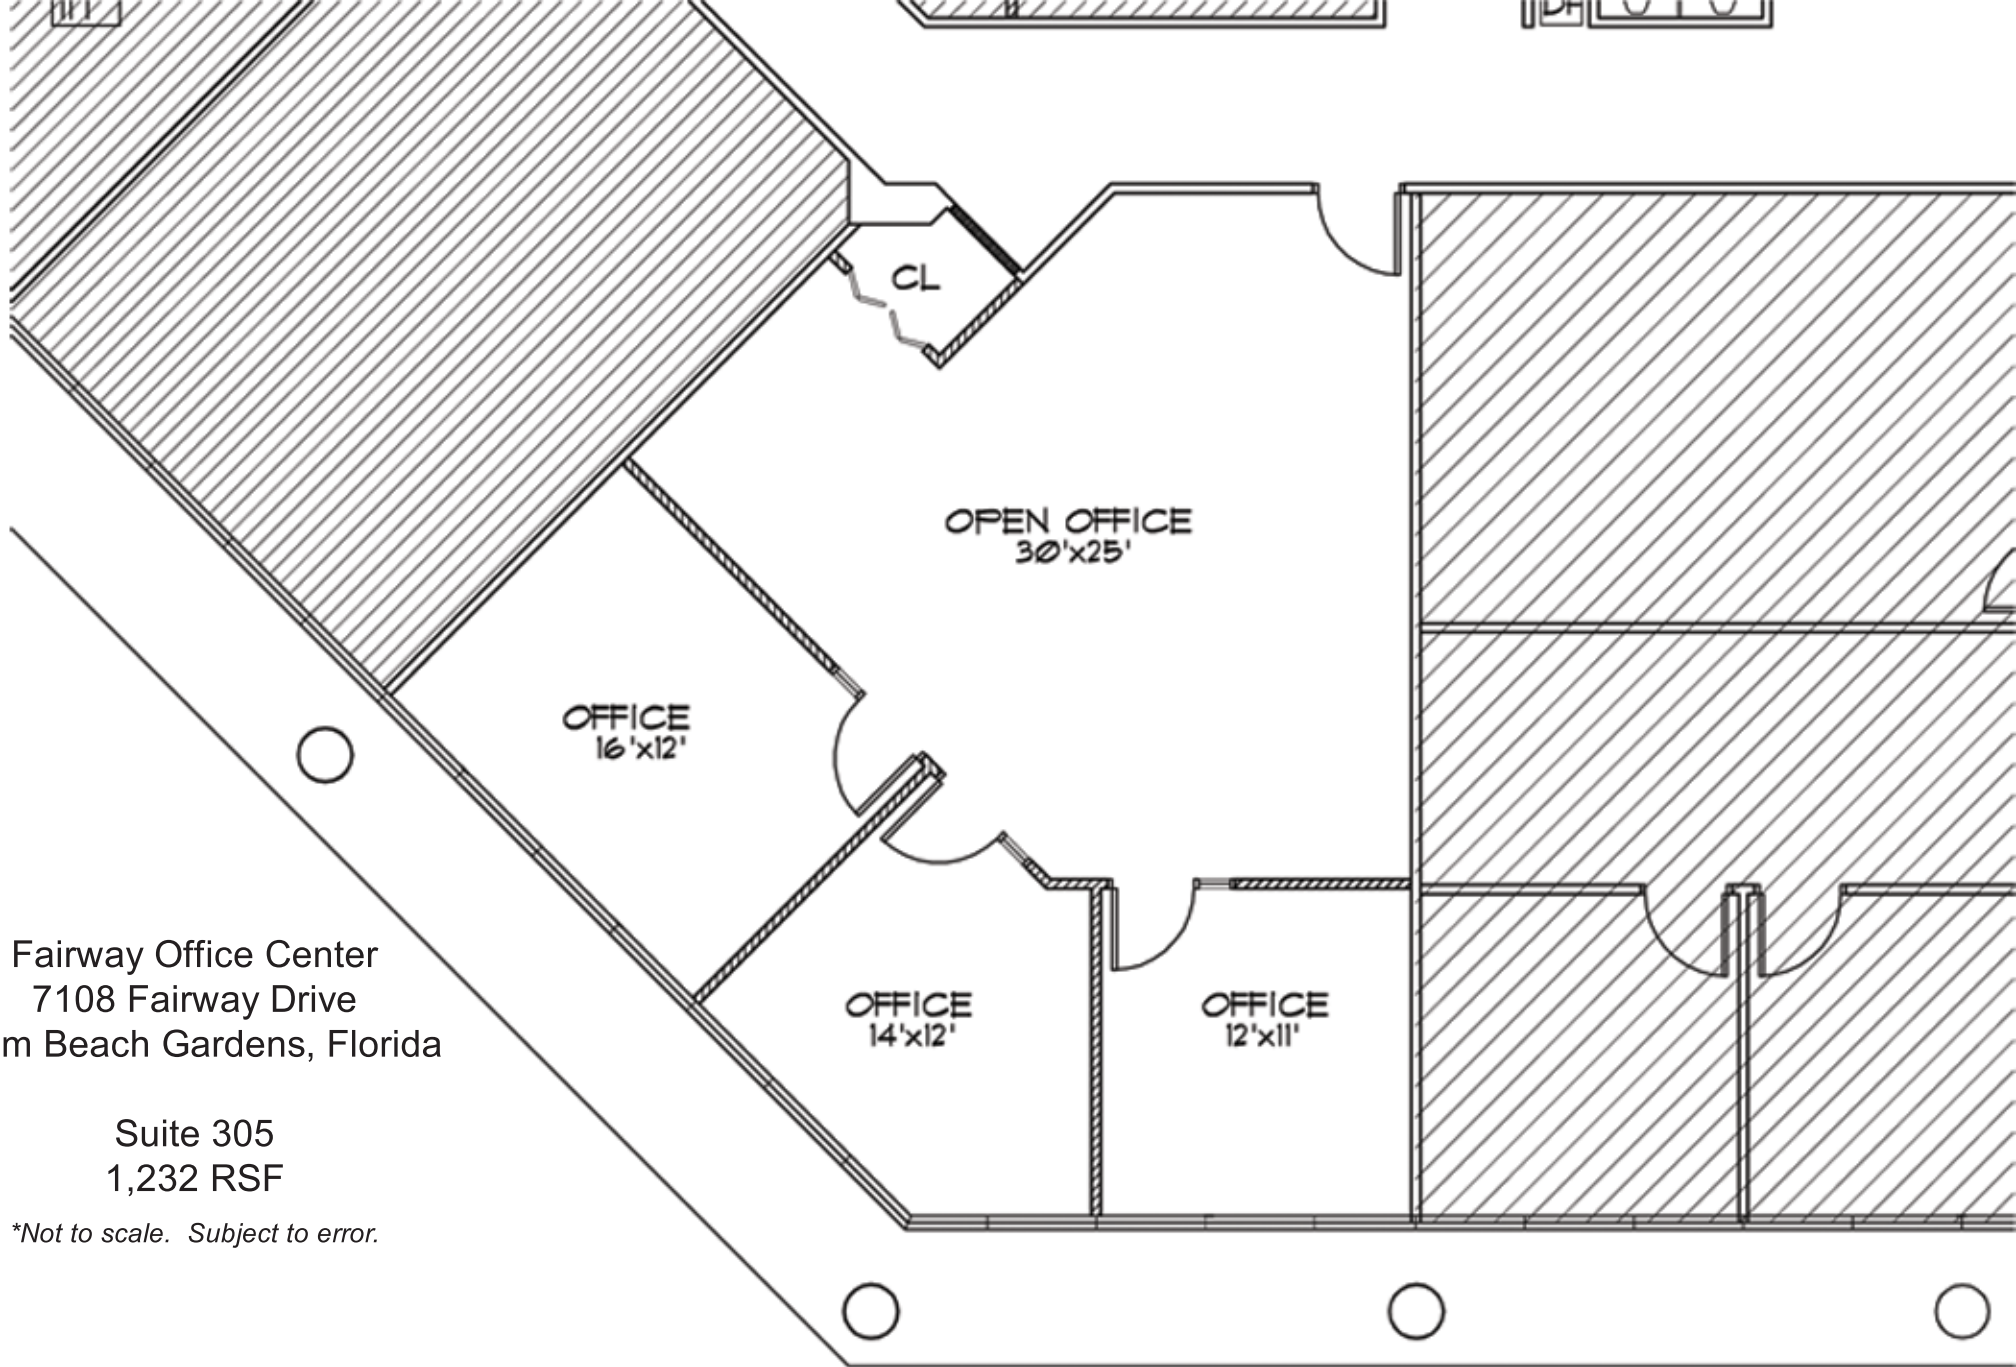 CL
OPEN OFFICE
30'x25'
OFFICE
16'x12'
OFFICE
14'x12'
OFFICE
12'x11'
Fairway Office Center
7108 Fairway Drive
m Beach Gardens, Florida
Suite 305
1,232 RSF
*Not to scale. Subject to error.